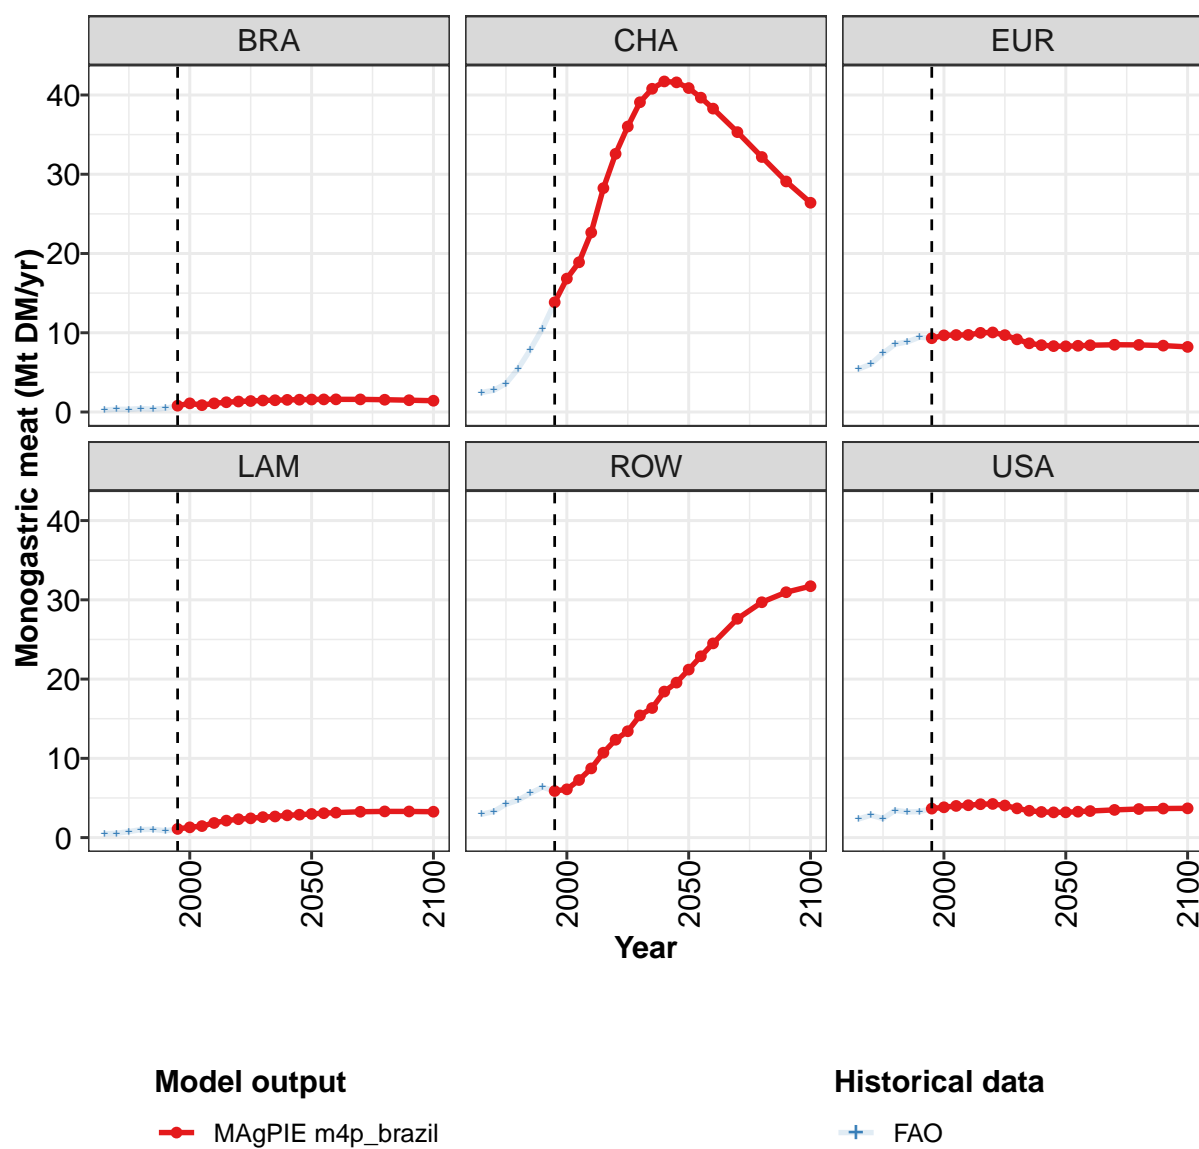 BRA CHA EUR
40
30
20
10
0
LAM ROW USA
40
30
20
10
0
Monogastric meat (Mt DM/yr)
2000 2050 2100 2000 2050 2100 2000 2050 2100
Year
Model output Historical data
MAgPIE m4p_brazil FAO